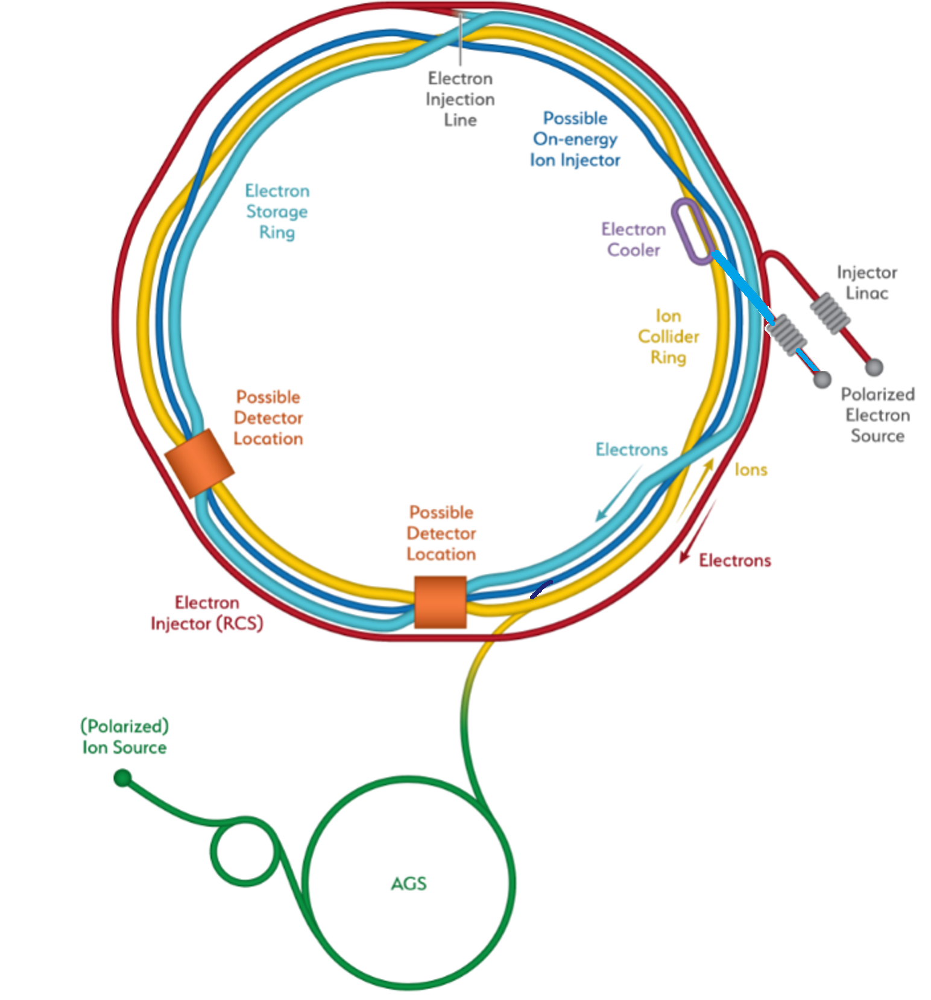 Electron
Injection
Line
Possible
On-energy
Ion Injector
Electron
Storage
Ring
Electron
Cooler
Injector
Linac
Ion
Collider
Ring
Polarized
Electron
Source
Possible
Detector
Location
Electrons
Ions
Possible
Detector
Location
Electrons
Electron
Injector (RCS)
(Polarized)
Ion Source
AGS